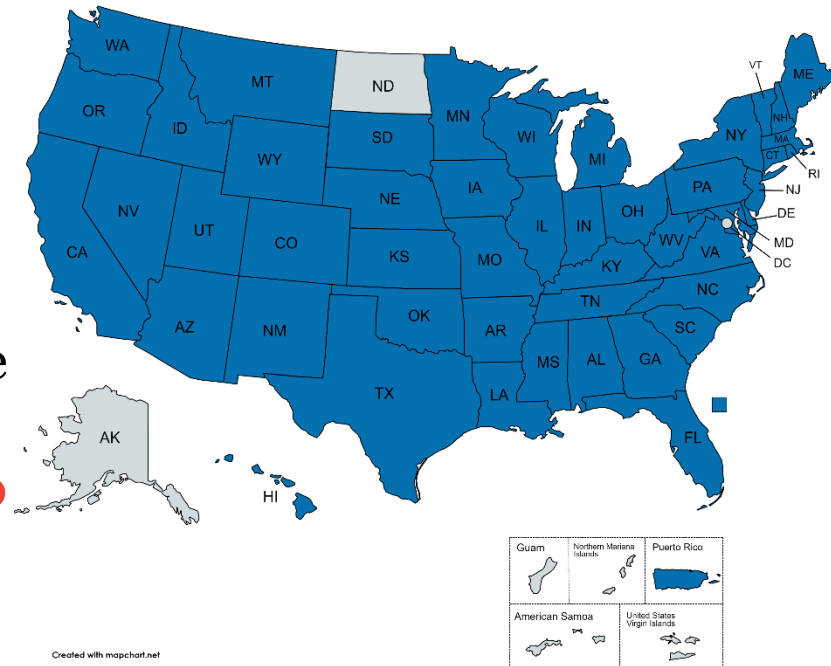 WA
MT
ND
MN
OR
ID
SD
WI
MI
VT
ME
NH
NY
MA
CT
RI
WY
NE
IA
PA
NJ
NV
UT
CO
IL
IN
OH
DE
CA
KS
MO
WV
VA
MD
DC
KY
NC
TN
AZ
NM
OK
AR
SC
MS
AL
GA
TX
LA
e
AK
FL
HI
Guam
Northern Mariana
Islands
Puerto Rico
American Samoa
United States
Virgin Islands
Created with mapchart.net